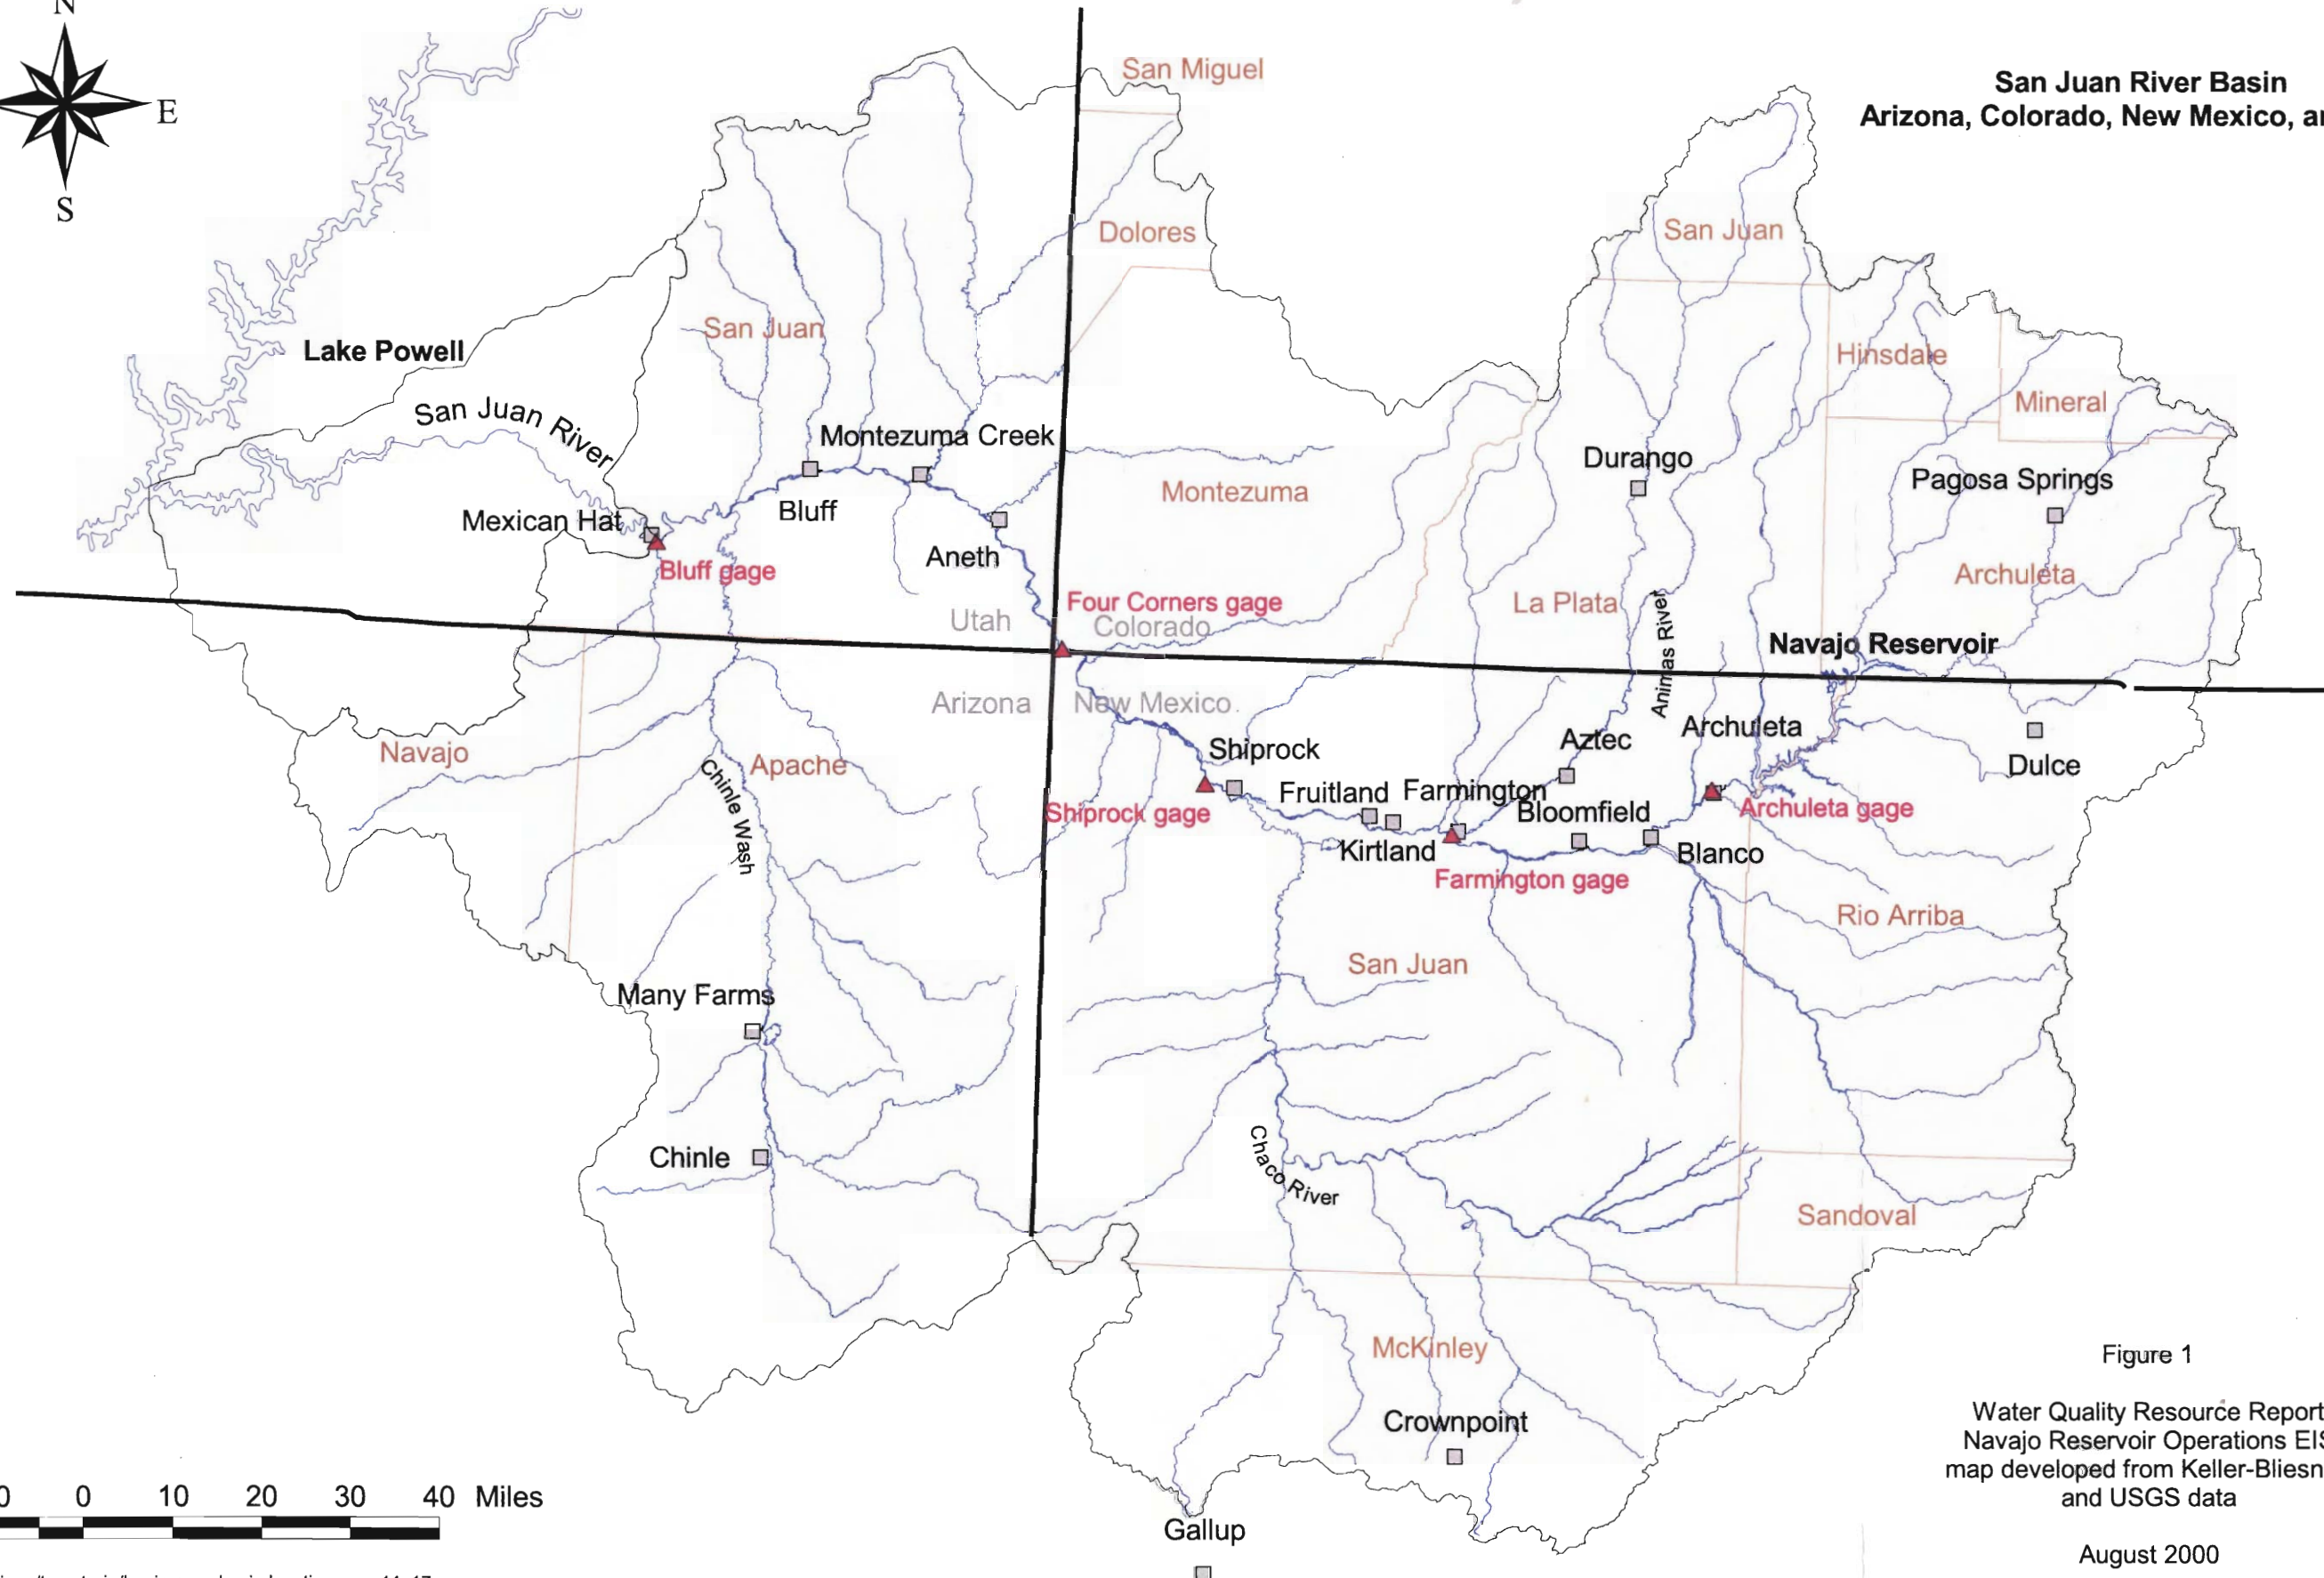 N
E
S
San Juan River Basin
Arizona, Colorado, New Mexico,
San Miguel
Dolores
San Juan
San Juan
Lake Powell
Hinsdale
Mineral
San Juan River
Montezuma Creek
Durango
Pagosa Springs
Montezuma
Mexican Hat
Bluff
Aneth
Bluff gage
Archuleta
Four Corners gage
La Plata
Utah
Colorado
Animas River
Navajo Reservoir
Arizona
New Mexico
Archuleta
Aztec
Shiprock
Navajo
Apache
Dulce
Chinle Wash
Fruitland
Farmington
Bloomfield
Shiprock gage
Archuleta gage
Kirtland
Blanco
Farmington gage
Rio Arriba
San Juan
Many Farms
Chinle
Chaco River
Sandoval
McKinley
Crownpoint
Gallup
0 0 10 20 30 40 Miles
Figure 1
Water Quality Resource Report
Navajo Reservoir Operations
map developed from
and USGS data
August 2000